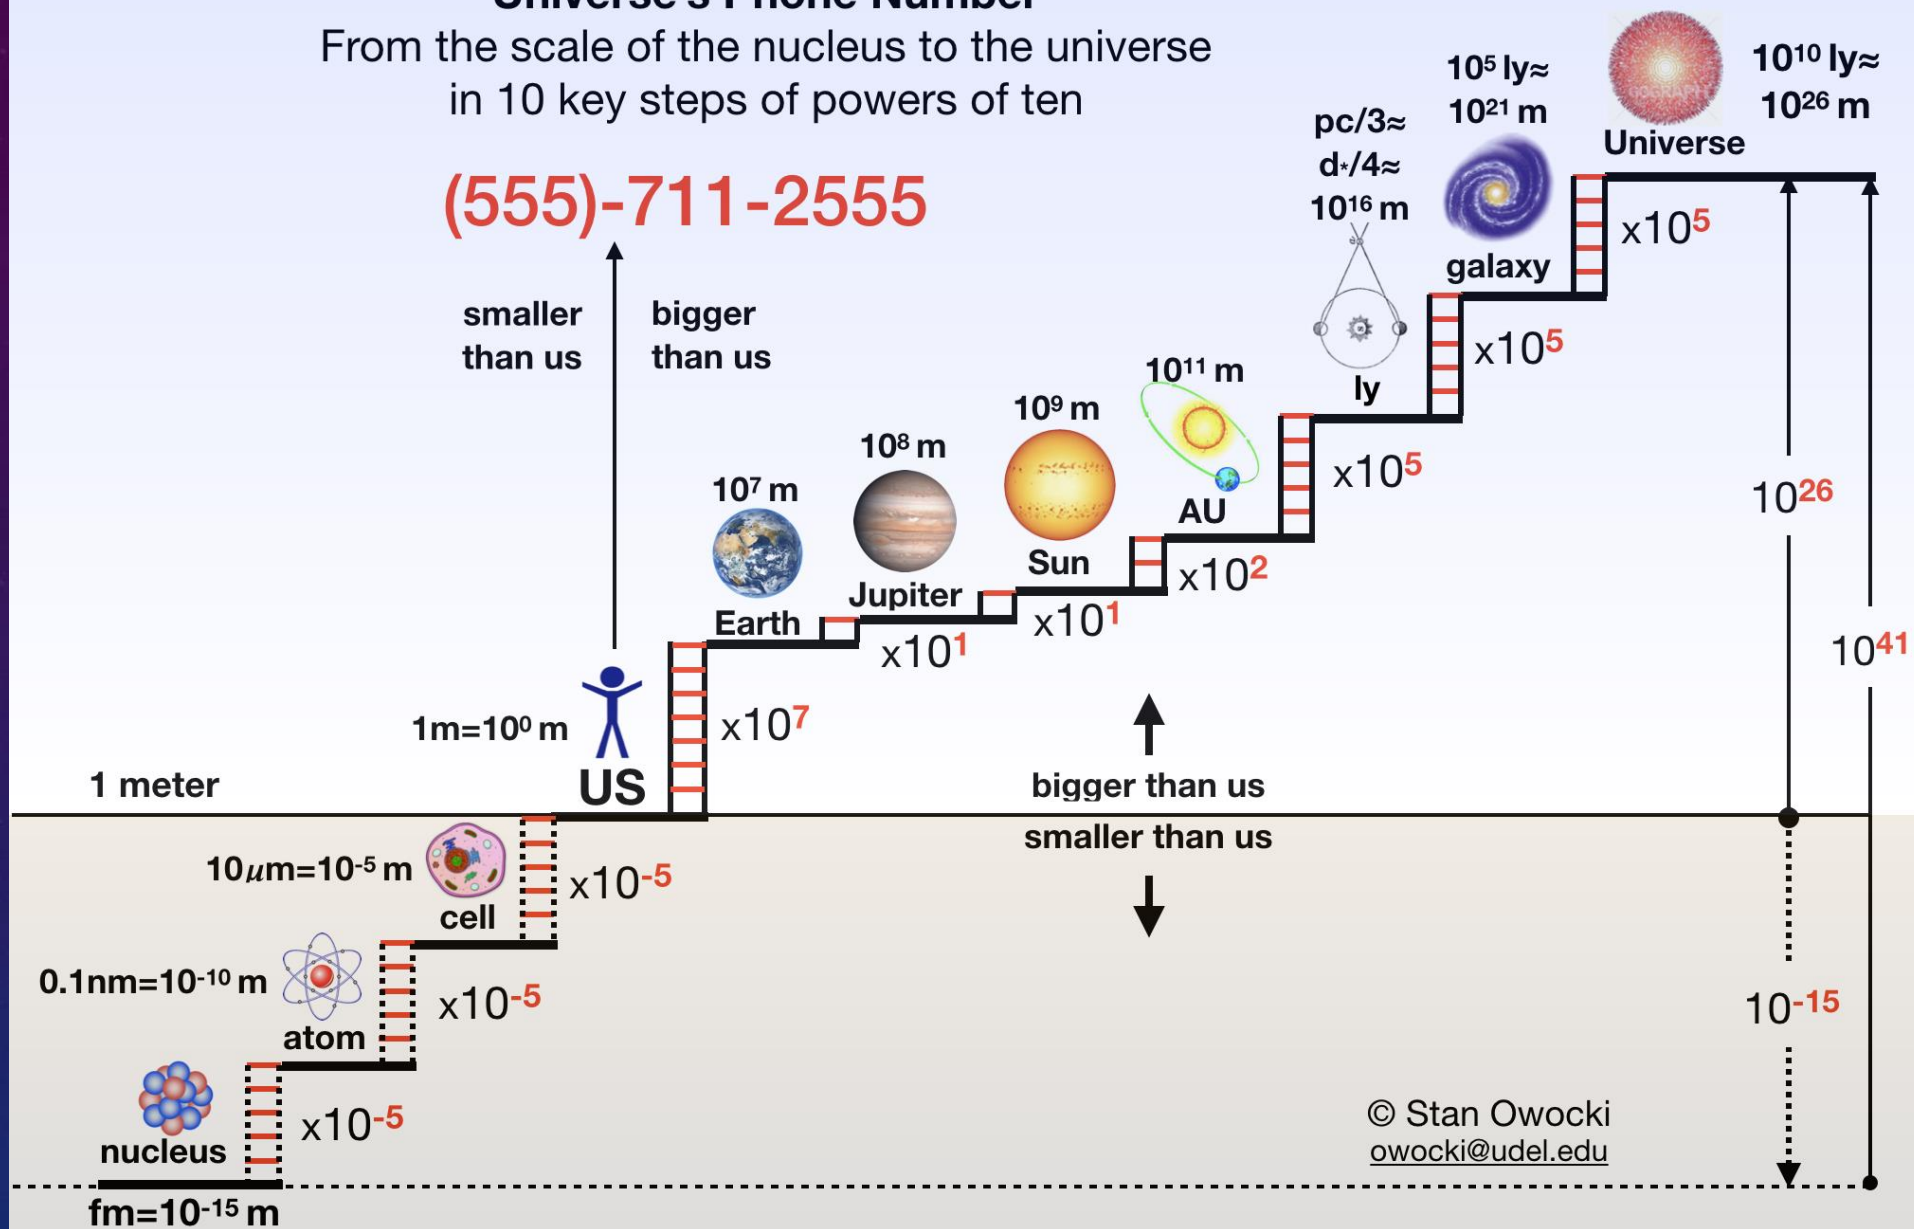 Universe's Phone Number
From the scale of the nucleus to the universe
in 10 key steps of powers of ten
(555)-711-2555
smaller
than us
bigger
than us
10¹⁰ ly≈
10²⁶ m
Universe
10⁵ ly≈
10²¹ m
galaxy
x10⁵
pc/3≈
d*/4≈
10¹⁶ m
ly
x10⁵
10¹¹ m
AU
x10⁵
10⁹ m
Sun
x10²
10⁸ m
Jupiter
x10¹
10⁷ m
Earth
x10¹
1m=10⁰ m
US
x10⁷
1 meter
bigger than us
smaller than us
10²⁶
10⁴¹
10⁻¹⁵
10μm=10⁻⁵ m
cell
x10⁻⁵
0.1nm=10⁻¹⁰ m
atom
x10⁻⁵
nucleus
x10⁻⁵
fm=10⁻¹⁵ m
© Stan Owocki
owocki@udel.edu